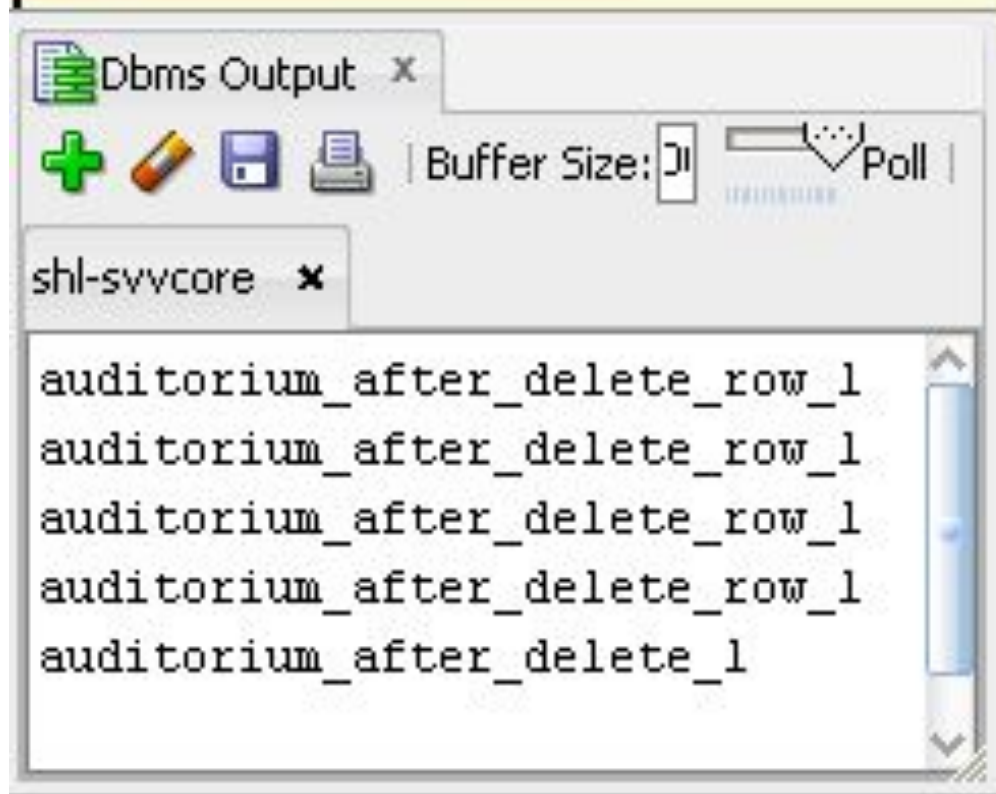 Dbms Output
Buffer Size: Poll
shl-svvcore
auditorium_after_delete_row_l
auditorium_after_delete_row_l
auditorium_after_delete_row_l
auditorium_after_delete_row_l
auditorium_after_delete_l